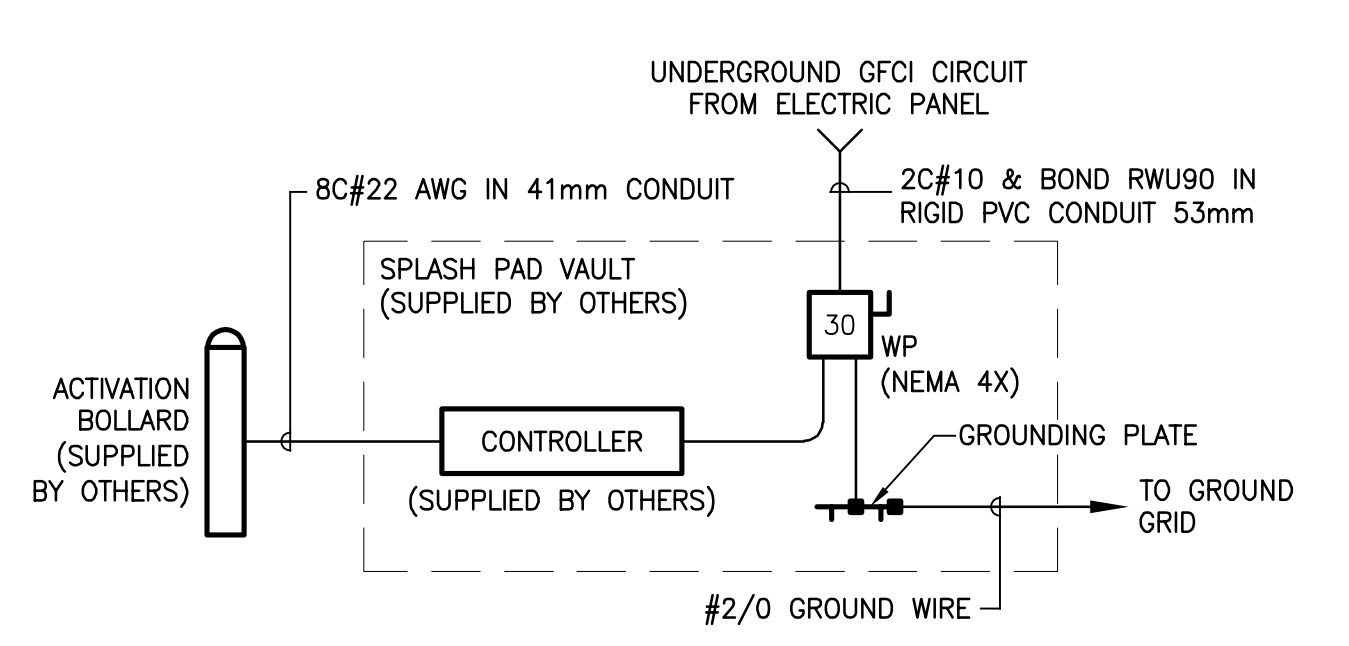 UNDERGROUND GFCI CIRCUIT
FROM ELECTRIC PANEL
8C#22 AWG IN 41mm CONDUIT
2C#10 & BOND RWU90 IN
RIGID PVC CONDUIT 53mm
SPLASH PAD VAULT
(SUPPLIED BY OTHERS)
30
WP
(NEMA 4X)
ACTIVATION
BOLLARD
(SUPPLIED
BY OTHERS)
CONTROLLER
(SUPPLIED BY OTHERS)
GROUNDING PLATE
TO GROUND
GRID
#2/0 GROUND WIRE